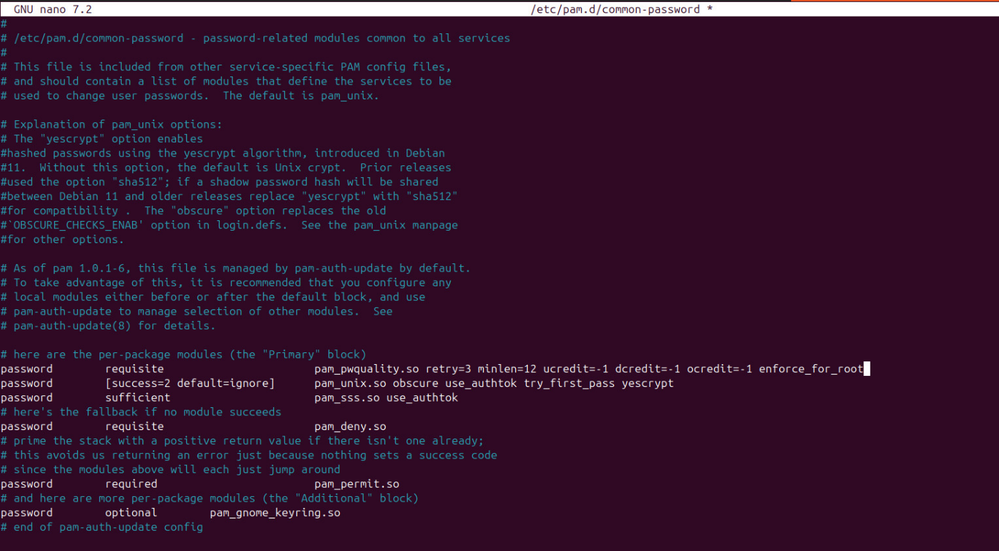 GNU nano 7.2 /etc/pam.d/common-password *
#
# /etc/pam.d/common-password - password-related modules common to all services
#
# This file is included from other service-specific PAM config files,
# and should contain a list of modules that define the services to be
# used to change user passwords.  The default is pam_unix.

# Explanation of pam_unix options:
# The "yescrypt" option enables
#hashed passwords using the yescrypt algorithm, introduced in Debian
#11.  Without this option, the default is Unix crypt.  Prior releases
#used the option "sha512"; if a shadow password hash will be shared
#between Debian 11 and older releases replace "yescrypt" with "sha512"
#for compatibility .  The "obscure" option replaces the old
#`OBSCURE_CHECKS_ENAB' option in login.defs.  See the pam_unix manpage
#for other options.

# As of pam 1.0.1-6, this file is managed by pam-auth-update by default.
# To take advantage of this, it is recommended that you configure any
# local modules either before or after the default block, and use
# pam-auth-update to manage selection of other modules.  See
# pam-auth-update(8) for details.

# here are the per-package modules (the "Primary" block)
password        requisite                       pam_pwquality.so retry=3 minlen=12 ucredit=-1 dcredit=-1 ocredit=-1 enforce_for_root
password        [success=2 default=ignore]      pam_unix.so obscure use_authtok try_first_pass yescrypt
password        sufficient                      pam_sss.so use_authtok
# here's the fallback if no module succeeds
password        requisite                       pam_deny.so
# prime the stack with a positive return value if there isn't one already;
# this avoids us returning an error just because nothing sets a success code
# since the modules above will each just jump around
password        required                        pam_permit.so
# and here are more per-package modules (the "Additional" block)
password        optional        pam_gnome_keyring.so
# end of pam-auth-update config